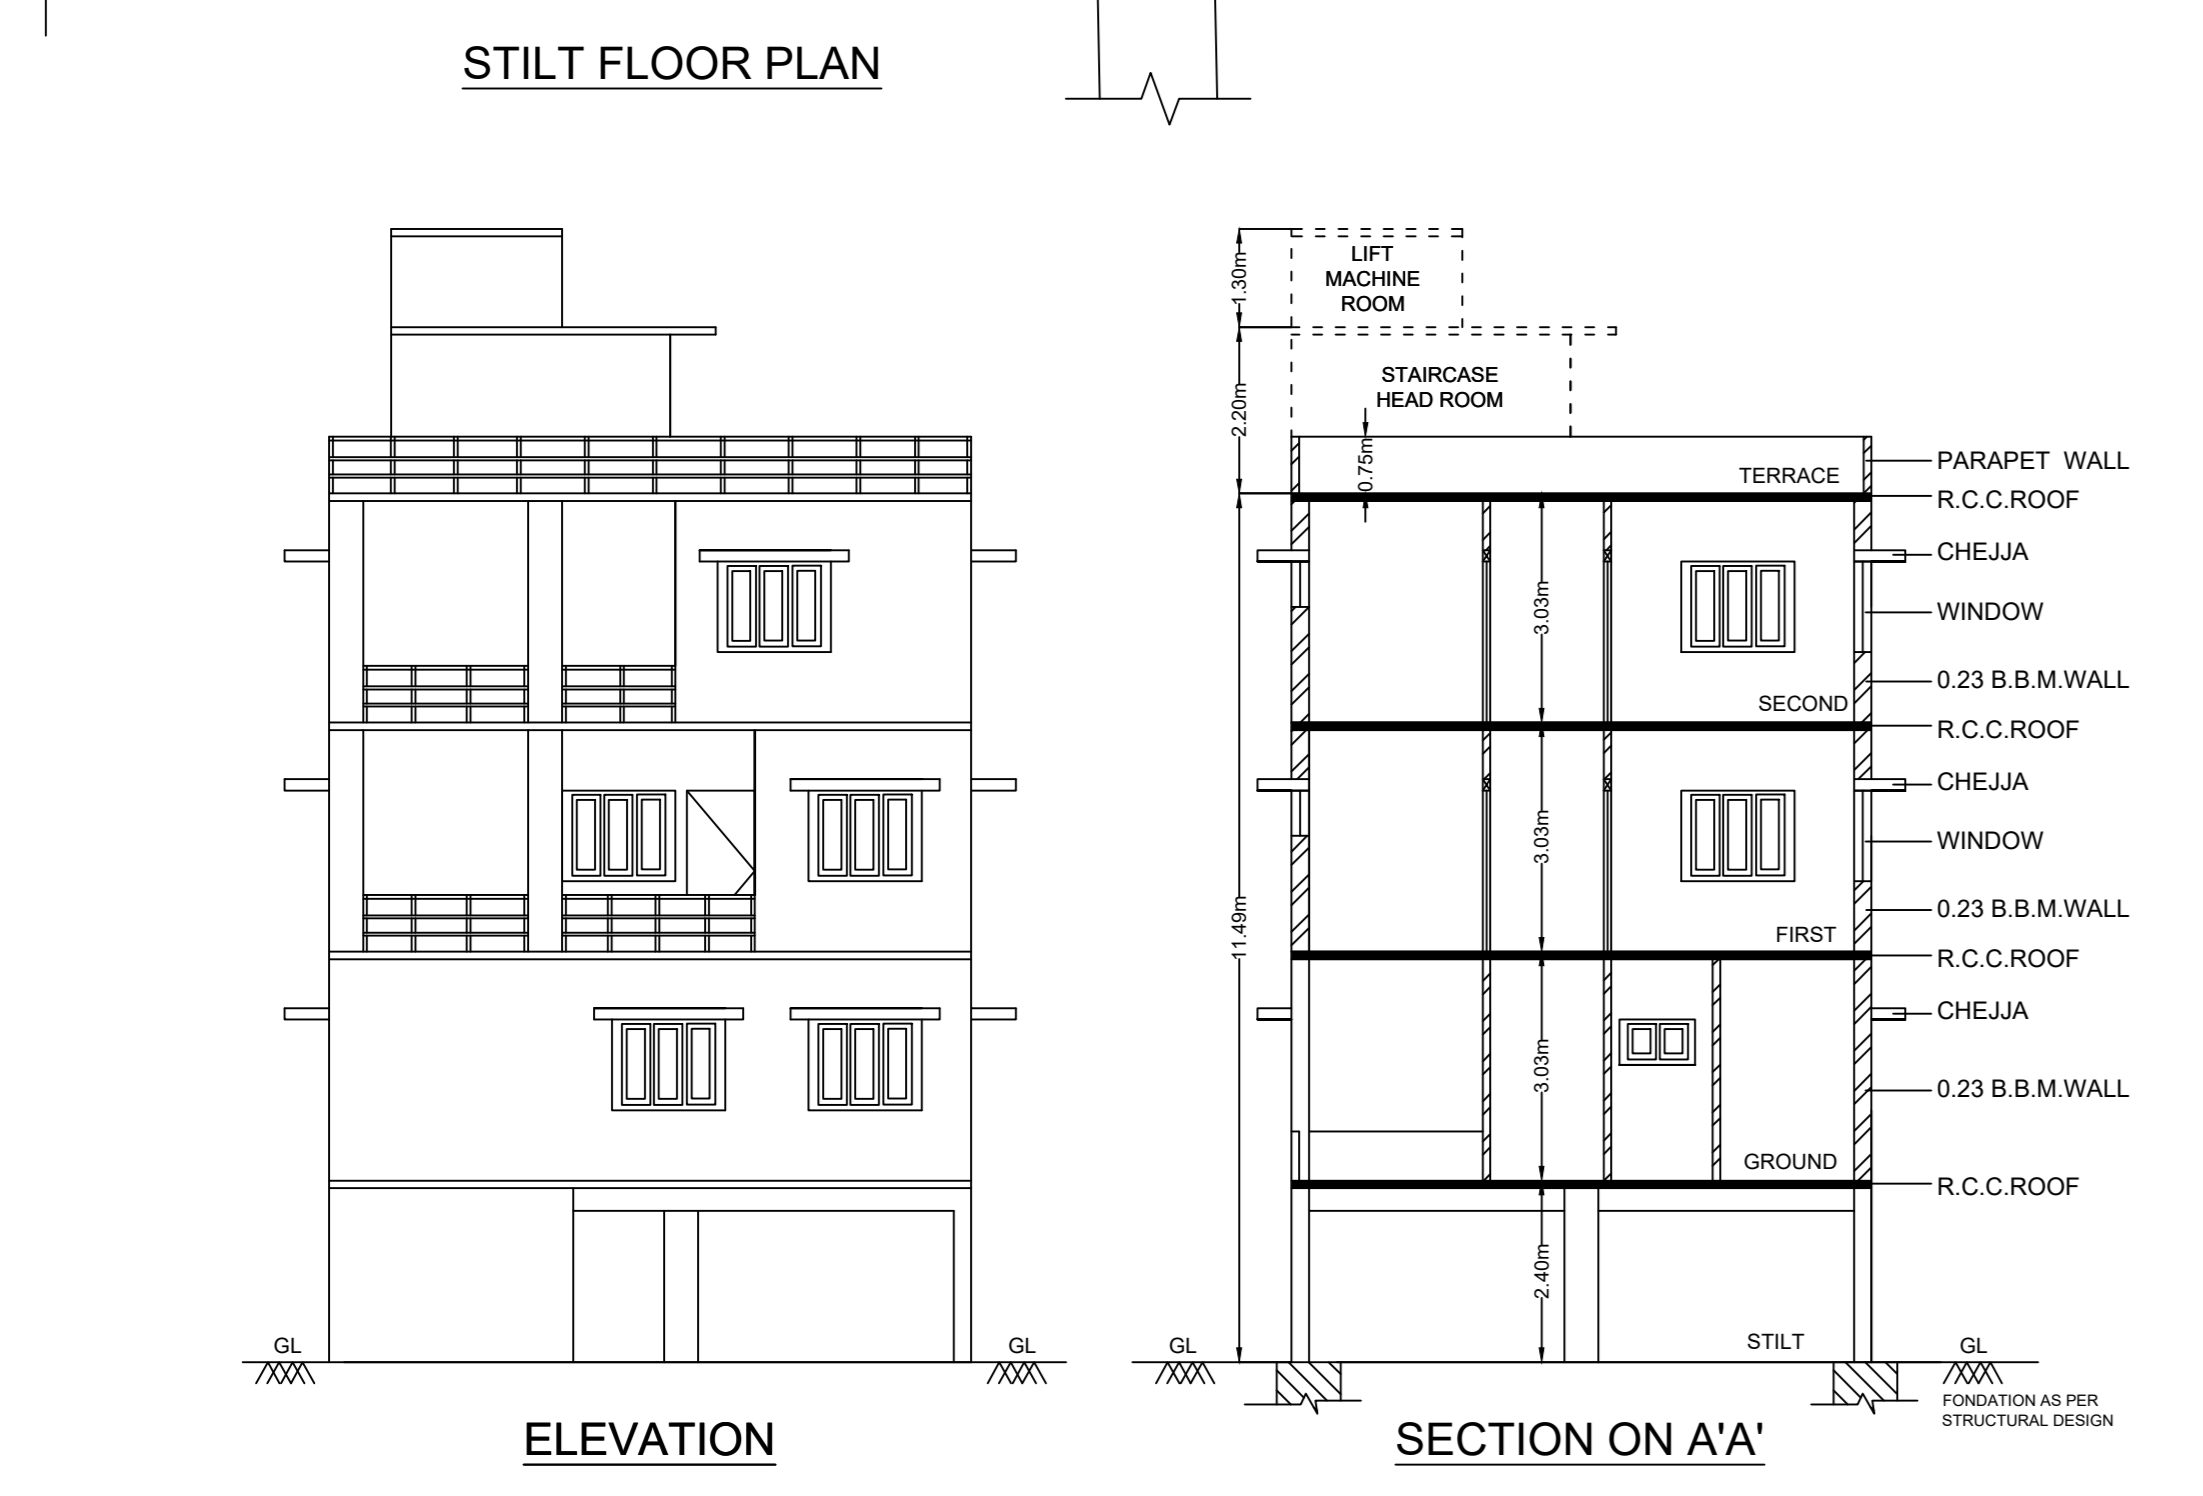 STILT FLOOR PLAN
1.30m
LIFT
MACHINE
ROOM
2.20m
STAIRCASE
HEAD ROOM
0.75m
TERRACE
PARAPET WALL
R.C.C.ROOF
CHEJJA
3.03m
WINDOW
0.23 B.B.M.WALL
SECOND
R.C.C.ROOF
CHEJJA
3.03m
WINDOW
0.23 B.B.M.WALL
11.49m
FIRST
R.C.C.ROOF
CHEJJA
3.03m
0.23 B.B.M.WALL
GROUND
R.C.C.ROOF
2.40m
STILT
GL
GL
GL
GL
FONDATION AS PER
STRUCTURAL DESIGN
ELEVATION
SECTION ON A'A'